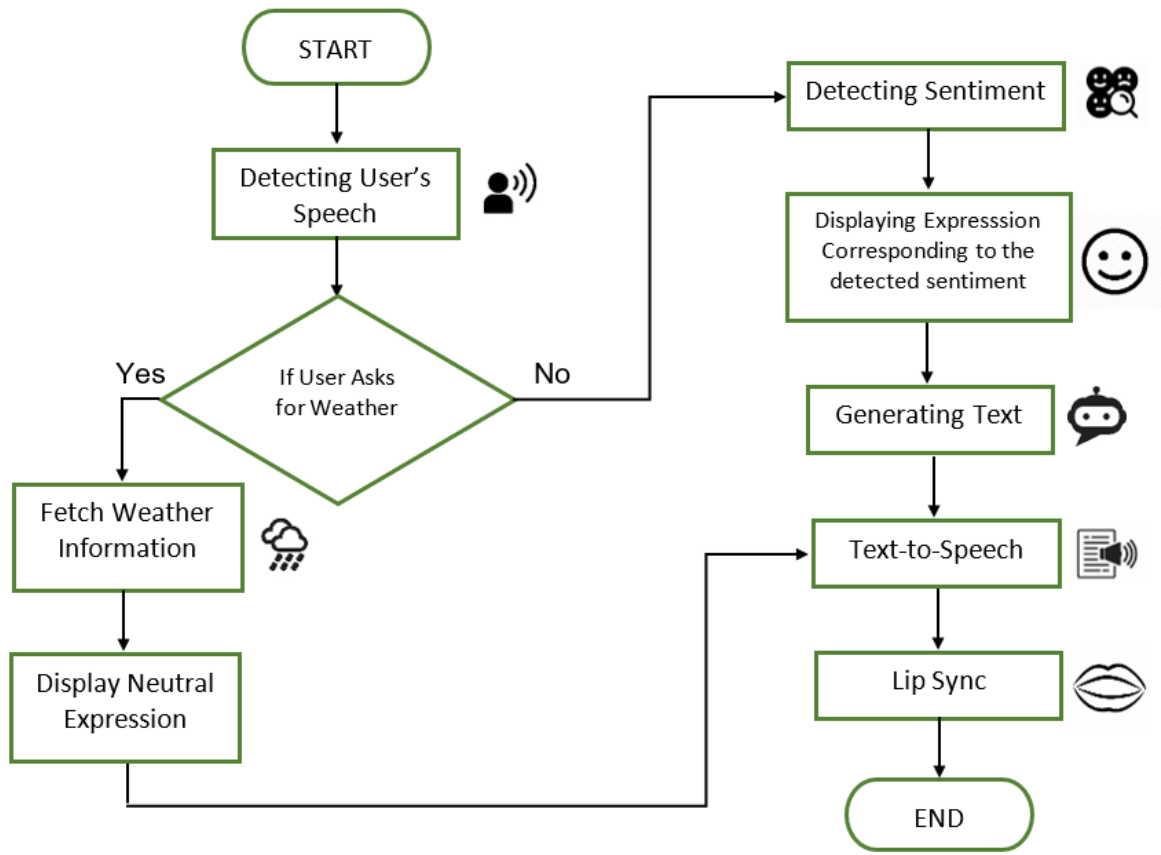 START
Detecting User's
Speech
If User Asks
for Weather
Yes
No
Fetch Weather
Information
Display Neutral
Expression
Detecting Sentiment
Displaying Expresssion
Corresponding to the
detected sentiment
Generating Text
Text-to-Speech
Lip Sync
END